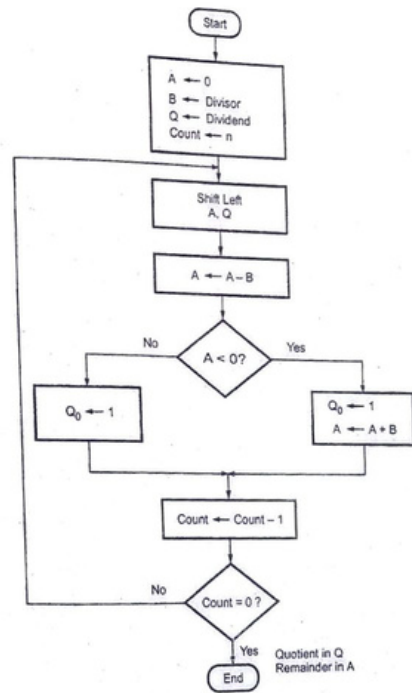 Start
A ← 0
B ← Divisor
Q ← Dividend
Count ← n
Shift Left
A, Q
A ← A – B
No
A < 0?
Yes
Q₀ ← 1
Q₀ ← 1
A ← A + B
Count ← Count – 1
No
Count = 0 ?
Yes
Quotient in Q
Remainder in A
End